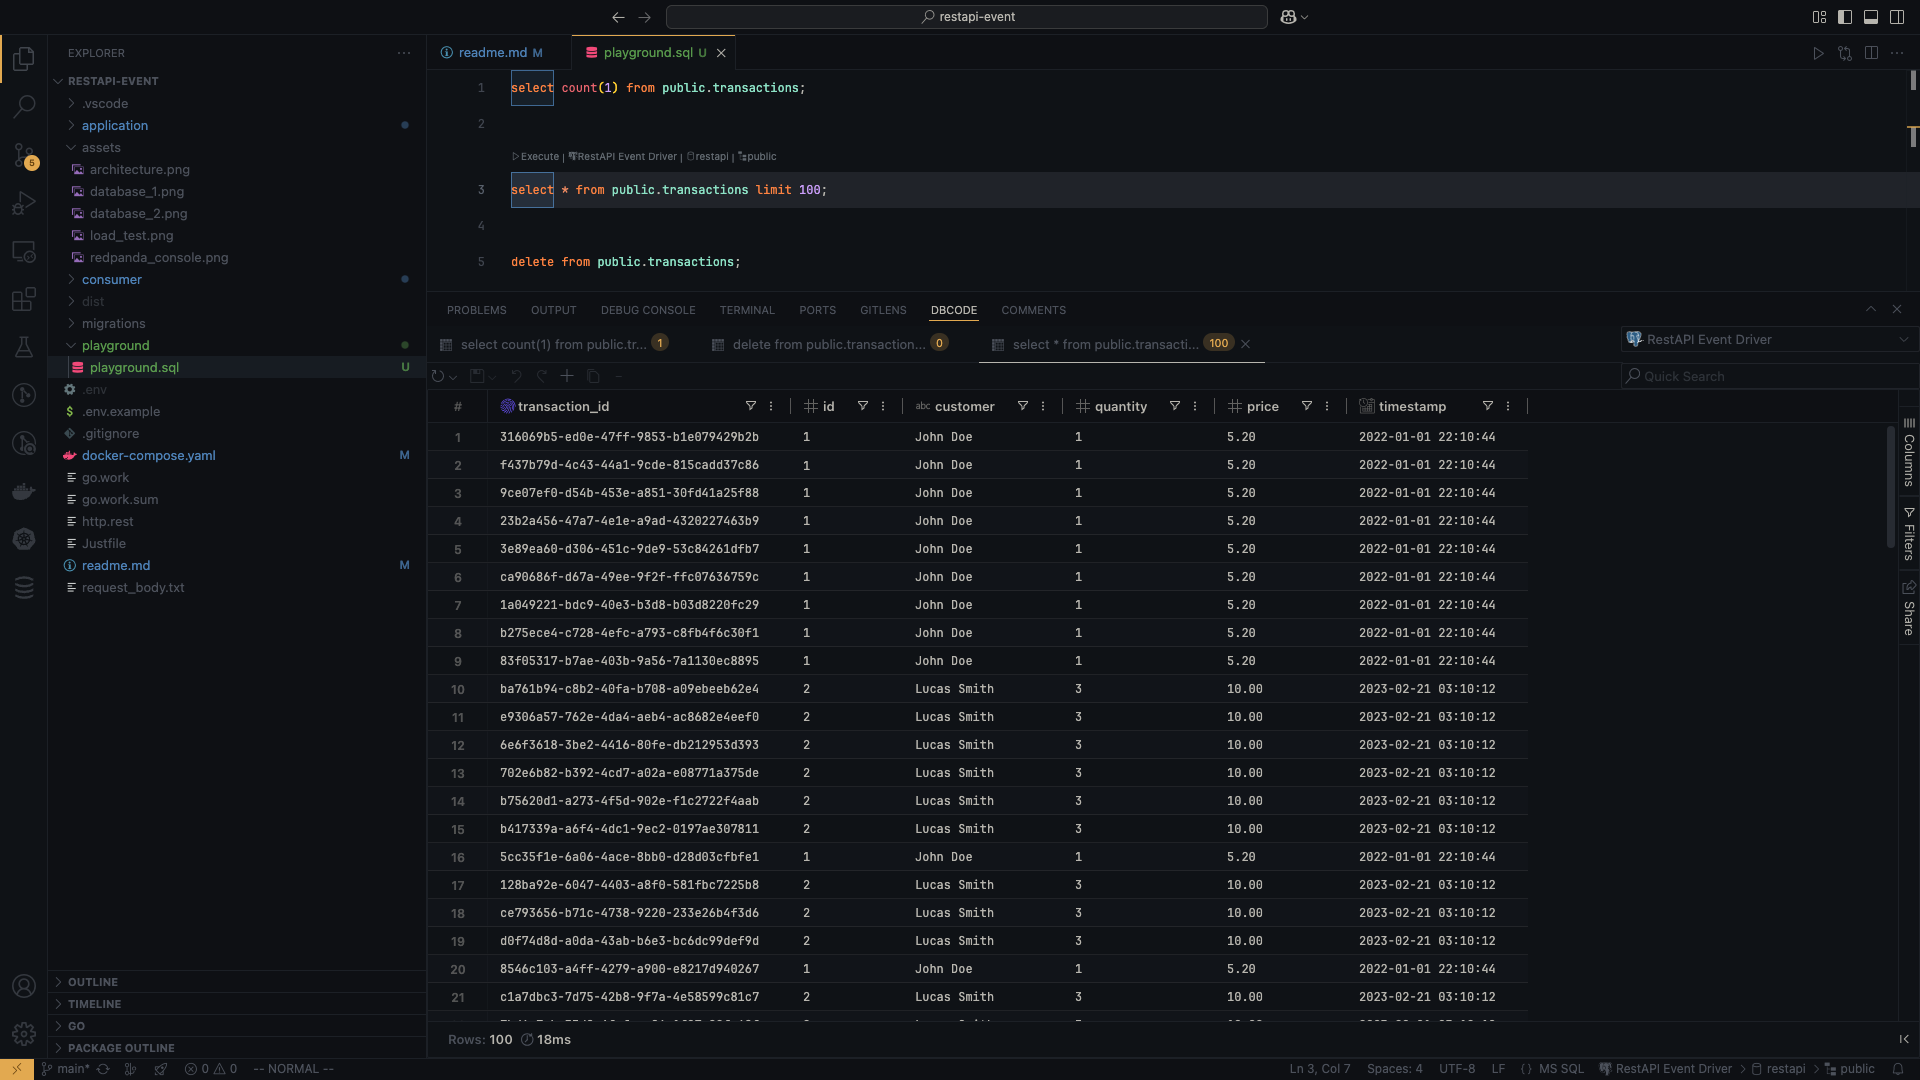 restapi-event
EXPLORER
RESTAPI-EVENT
.vscode
application
assets
architecture.png
database_1.png
database_2.png
load_test.png
redpanda_console.png
consumer
dist
migrations
playground
playground.sql U
.env
.env.example
.gitignore
docker-compose.yaml M
go.work
go.work.sum
http.rest
Justfile
readme.md M
request_body.txt
OUTLINE
TIMELINE
GO
PACKAGE OUTLINE
5
readme.md M
playground.sql U
1 select count(1) from public.transactions;
2
Execute | RestAPI Event Driver | restapi | public
3 select * from public.transactions limit 100;
4
5 delete from public.transactions;
PROBLEMS OUTPUT DEBUG CONSOLE TERMINAL PORTS GITLENS DBCODE COMMENTS
select count(1) from public.tr... 1
delete from public.transaction... 0
select * from public.transacti... 100
RestAPI Event Driver
Quick Search
# transaction_id id abc customer quantity price timestamp
1 316069b5-ed0e-47ff-9853-b1e079429b2b 1 John Doe 1 5.20 2022-01-01 22:10:44
2 f437b79d-4c43-44a1-9cde-815cadd37c86 1 John Doe 1 5.20 2022-01-01 22:10:44
3 9ce07ef0-d54b-453e-a851-30fd41a25f88 1 John Doe 1 5.20 2022-01-01 22:10:44
4 23b2a456-47a7-4e1e-a9ad-4320227463b9 1 John Doe 1 5.20 2022-01-01 22:10:44
5 3e89ea60-d306-451c-9de9-53c84261dfb7 1 John Doe 1 5.20 2022-01-01 22:10:44
6 ca90686f-d67a-49ee-9f2f-ffc07636759c 1 John Doe 1 5.20 2022-01-01 22:10:44
7 1a049221-bdc9-40e3-b3d8-b03d8220fc29 1 John Doe 1 5.20 2022-01-01 22:10:44
8 b275ece4-c728-4efc-a793-c8fb4f6c30f1 1 John Doe 1 5.20 2022-01-01 22:10:44
9 83f05317-b7ae-403b-9a56-7a1130ec8895 1 John Doe 1 5.20 2022-01-01 22:10:44
10 ba761b94-c8b2-40fa-b708-a09ebeeb62e4 2 Lucas Smith 3 10.00 2023-02-21 03:10:12
11 e9306a57-762e-4da4-aeb4-ac8682e4eef0 2 Lucas Smith 3 10.00 2023-02-21 03:10:12
12 6e6f3618-3be2-4416-80fe-db212953d393 2 Lucas Smith 3 10.00 2023-02-21 03:10:12
13 702e6b82-b392-4cd7-a02a-e08771a375de 2 Lucas Smith 3 10.00 2023-02-21 03:10:12
14 b75620d1-a273-4f5d-902e-f1c2722f4aab 2 Lucas Smith 3 10.00 2023-02-21 03:10:12
15 b417339a-a6f4-4dc1-9ec2-0197ae307811 2 Lucas Smith 3 10.00 2023-02-21 03:10:12
16 5cc35f1e-6a06-4ace-8bb0-d28d03cfbfe1 1 John Doe 1 5.20 2022-01-01 22:10:44
17 128ba92e-6047-4403-a8f0-581fbc7225b8 2 Lucas Smith 3 10.00 2023-02-21 03:10:12
18 ce793656-b71c-4738-9220-233e26b4f3d6 2 Lucas Smith 3 10.00 2023-02-21 03:10:12
19 d0f74d8d-a0da-43ab-b6e3-bc6dc99def9d 2 Lucas Smith 3 10.00 2023-02-21 03:10:12
20 8546c103-a4ff-4279-a900-e8217d940267 1 John Doe 1 5.20 2022-01-01 22:10:44
21 c1a7dbc3-7d75-42b8-9f7a-4e58599c81c7 2 Lucas Smith 3 10.00 2023-02-21 03:10:12
Columns
Filters
Share
Rows: 100 18ms
main* 0 0 -- NORMAL -- Ln 3, Col 7 Spaces: 4 UTF-8 LF {} MS SQL RestAPI Event Driver restapi public